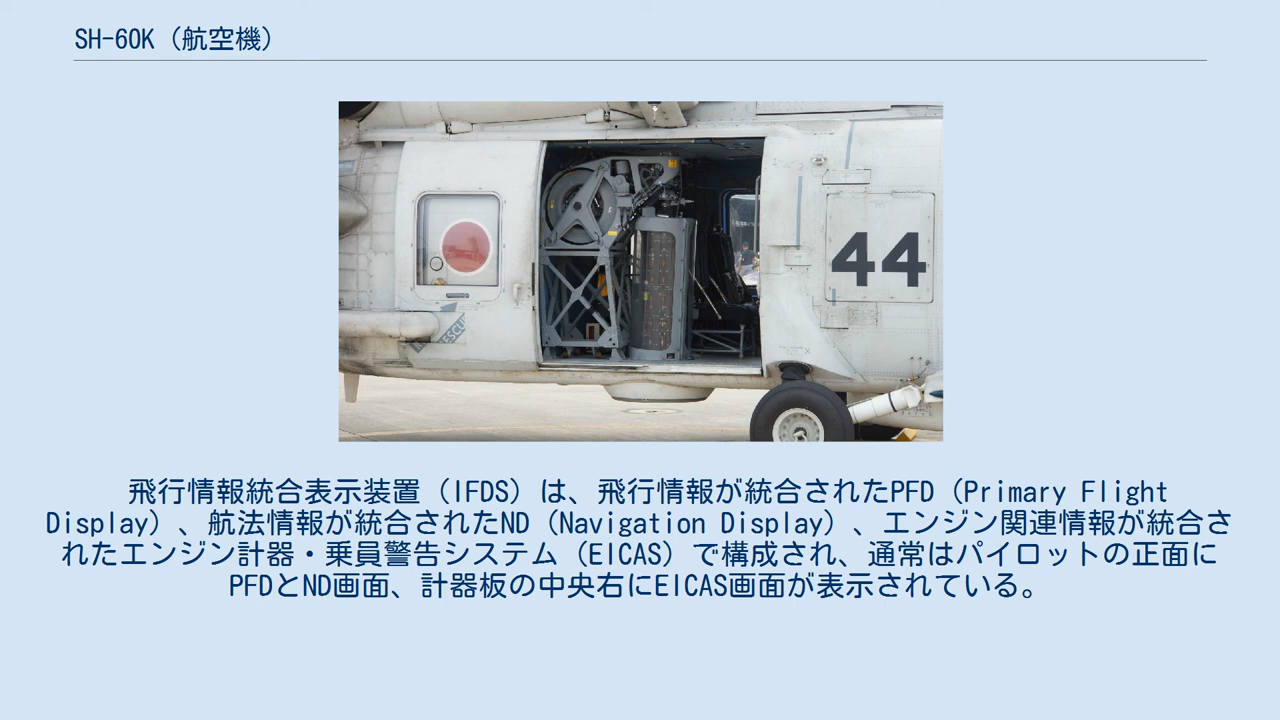 SH-60K（航空機）
44
RESCUE
飛行情報統合表示装置（IFDS）は、飛行情報が統合されたPFD（Primary Flight
Display）、航法情報が統合されたND（Navigation Display）、エンジン関連情報が統合さ
れたエンジン計器・乗員警告システム（EICAS）で構成され、通常はパイロットの正面に
PFDとND画面、計器板の中央右にEICAS画面が表示されている。